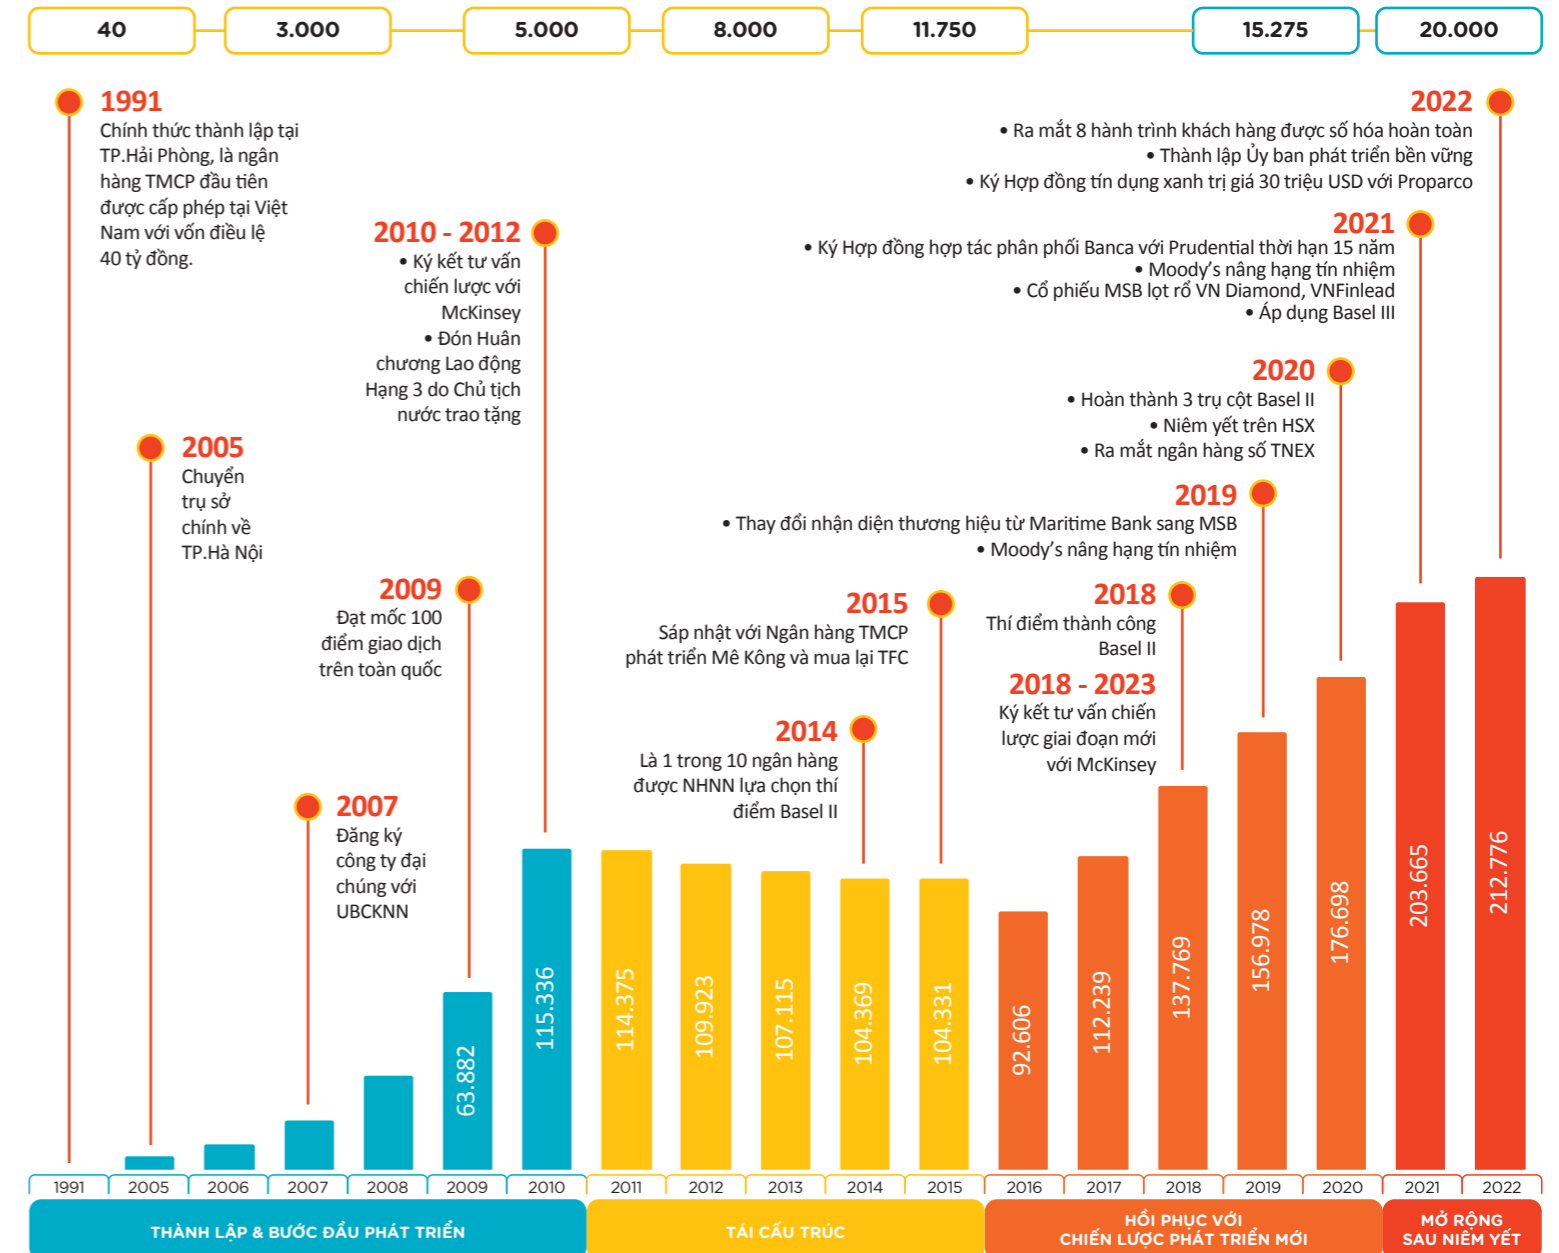 40
3.000
5.000
8.000
11.750
15.275
20.000
1991
Chính thức thành lập tại
TP.Hải Phòng, là ngân
hàng TMCP đầu tiên
được cấp phép tại Việt
Nam với vốn điều lệ
40 tỷ đồng.
2005
Chuyển
trụ sở
chính về
TP.Hà Nội
2007
Đăng ký
công ty đại
chúng với
UBCKNN
2009
Đạt mốc 100
điểm giao dịch
trên toàn quốc
2010 - 2012
• Ký kết tư vấn
chiến lược với
McKinsey
• Đón Huân
chương Lao động
Hạng 3 do Chủ tịch
nước trao tặng
2014
Là 1 trong 10 ngân hàng
được NHNN lựa chọn thí
điểm Basel II
2015
Sáp nhật với Ngân hàng TMCP
phát triển Mê Kông và mua lại TFC
2018
Thí điểm thành công
Basel II
2018 - 2023
Ký kết tư vấn chiến
lược giai đoạn mới
với McKinsey
2019
• Thay đổi nhận diện thương hiệu từ Maritime Bank sang MSB
• Moody's nâng hạng tín nhiệm
2020
• Hoàn thành 3 trụ cột Basel II
• Niêm yết trên HSX
• Ra mắt ngân hàng số TNEX
2021
• Ký Hợp đồng hợp tác phân phối Banca với Prudential thời hạn 15 năm
• Moody's nâng hạng tín nhiệm
• Cổ phiếu MSB lọt rổ VN Diamond, VNFinlead
• Áp dụng Basel III
2022
• Ra mắt 8 hành trình khách hàng được số hóa hoàn toàn
• Thành lập Ủy ban phát triển bền vững
• Ký Hợp đồng tín dụng xanh trị giá 30 triệu USD với Proparco
63.882
115.336
114.375
109.923
107.115
104.369
104.331
92.606
112.239
137.769
156.978
176.698
203.665
212.776
1991
2005
2006
2007
2008
2009
2010
2011
2012
2013
2014
2015
2016
2017
2018
2019
2020
2021
2022
THÀNH LẬP & BƯỚC ĐẦU PHÁT TRIỂN
TÁI CẤU TRÚC
HỒI PHỤC VỚI
CHIẾN LƯỢC PHÁT TRIỂN MỚI
MỞ RỘNG
SAU NIÊM YẾT